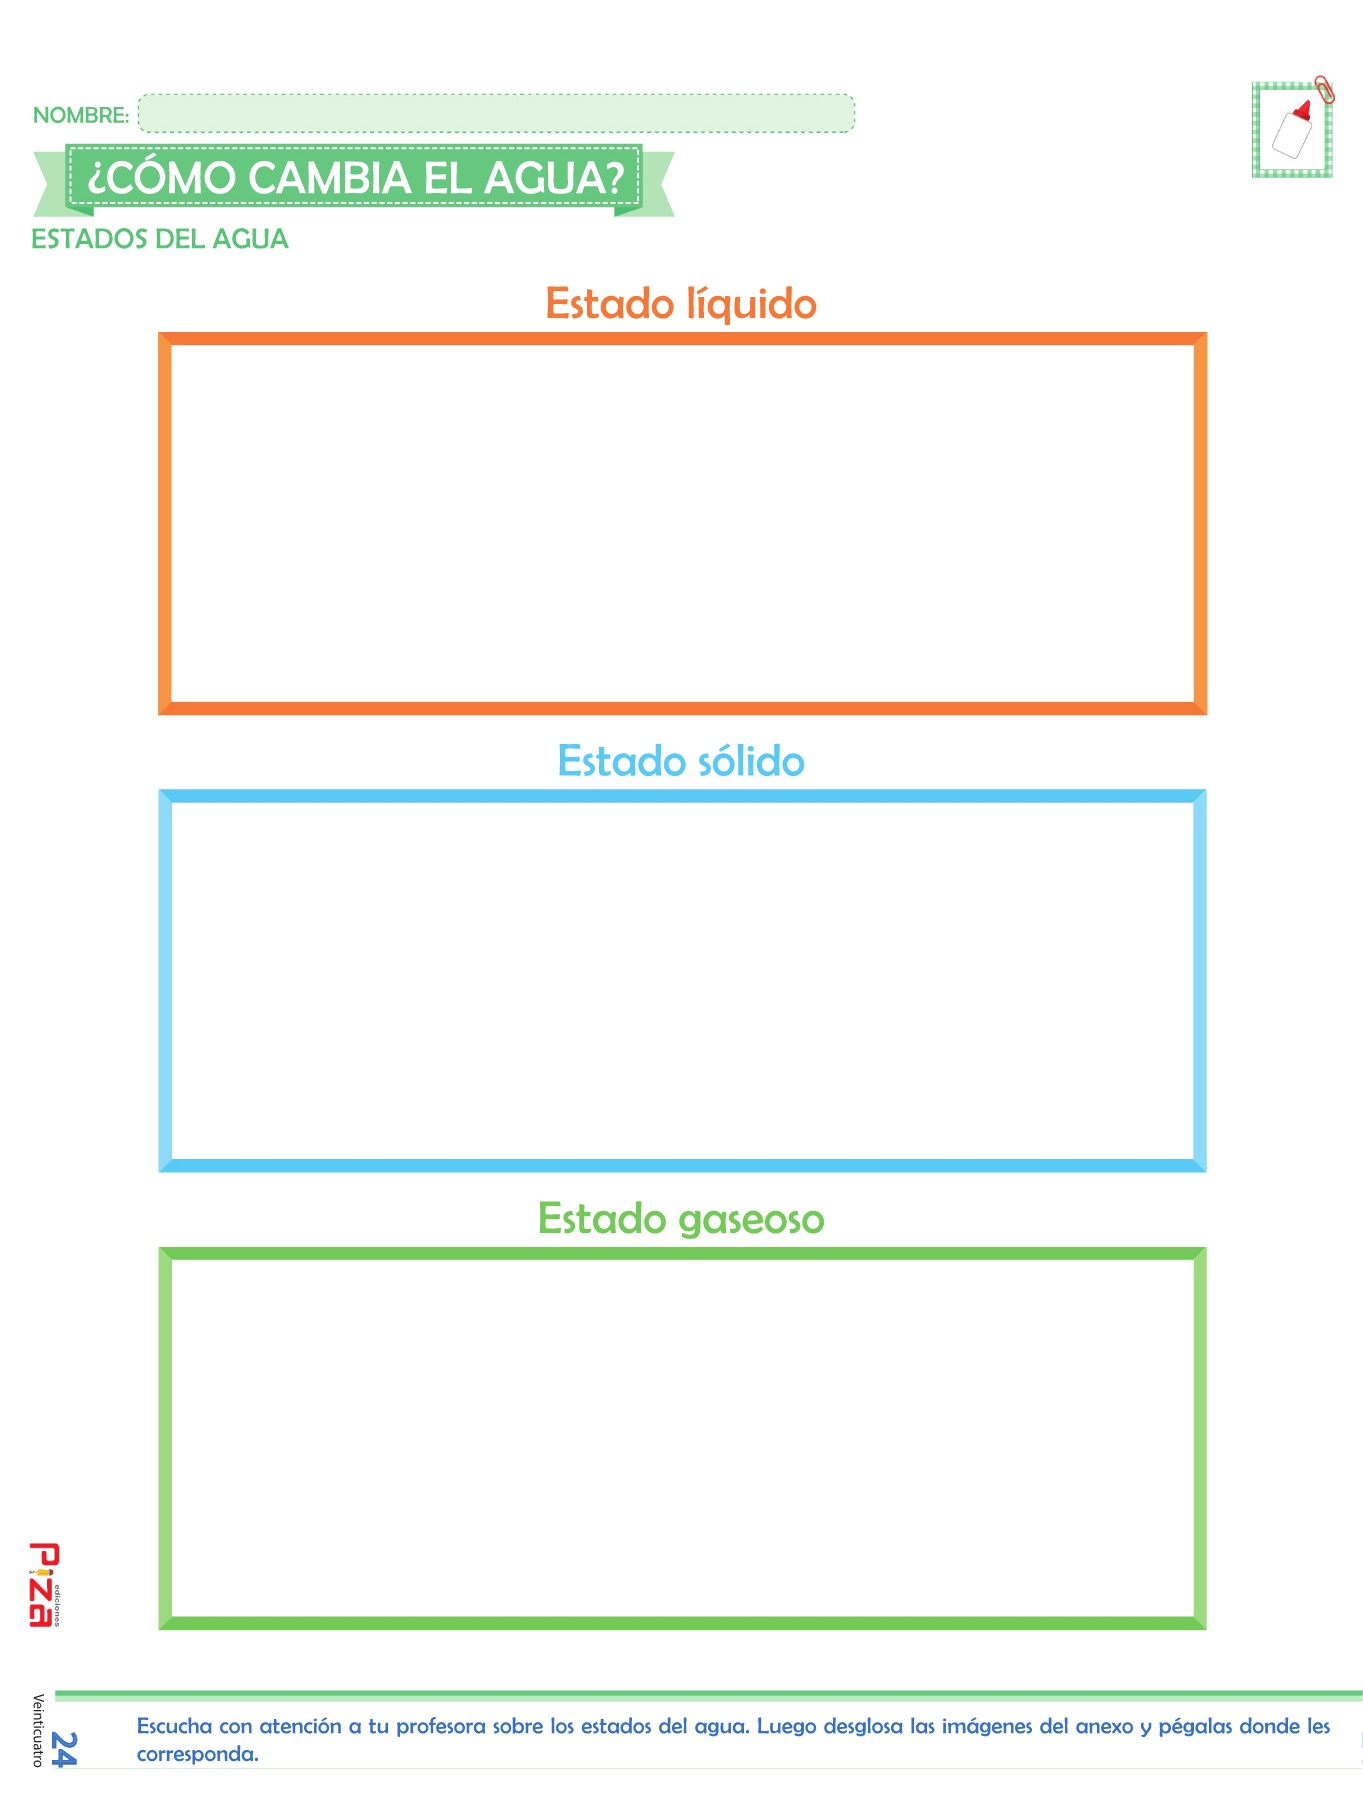 NOMBRE:
¿CÓMO CAMBIA EL AGUA?
ESTADOS DEL AGUA
Estado líquido
Estado sólido
Estado gaseoso
Piza
ediciones
Veinticuatro
24
Escucha con atención a tu profesora sobre los estados del agua. Luego desglosa las imágenes del anexo y pégalas donde les
corresponda.